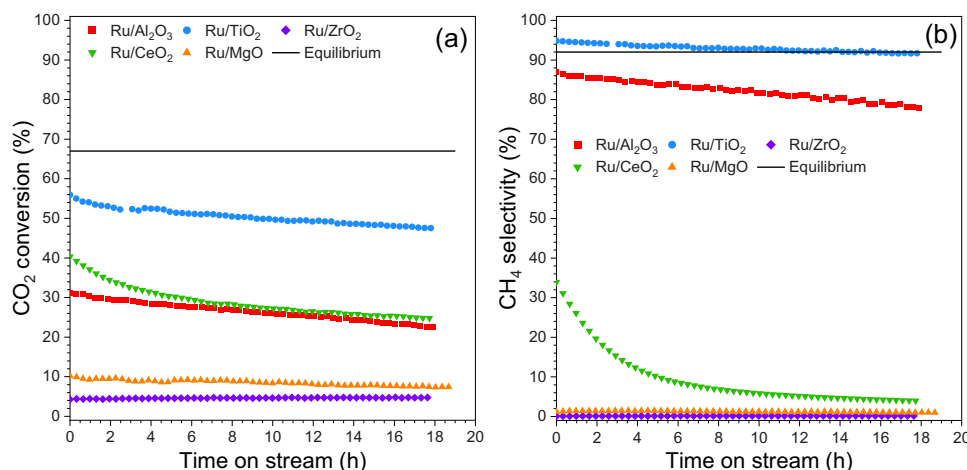 (a)
Ru/Al₂O₃ Ru/TiO₂ Ru/ZrO₂
Ru/CeO₂ Ru/MgO Equilibrium
100
90
80
70
60
50
40
30
20
10
0
CO₂ conversion (%)
0 2 4 6 8 10 12 14 16 18 20
Time on stream (h)
(b)
100
90
80
70
60
50
40
30
20
10
0
CH₄ selectivity (%)
Ru/Al₂O₃ Ru/TiO₂ Ru/ZrO₂
Ru/CeO₂ Ru/MgO Equilibrium
0 2 4 6 8 10 12 14 16 18 20
Time on stream (h)